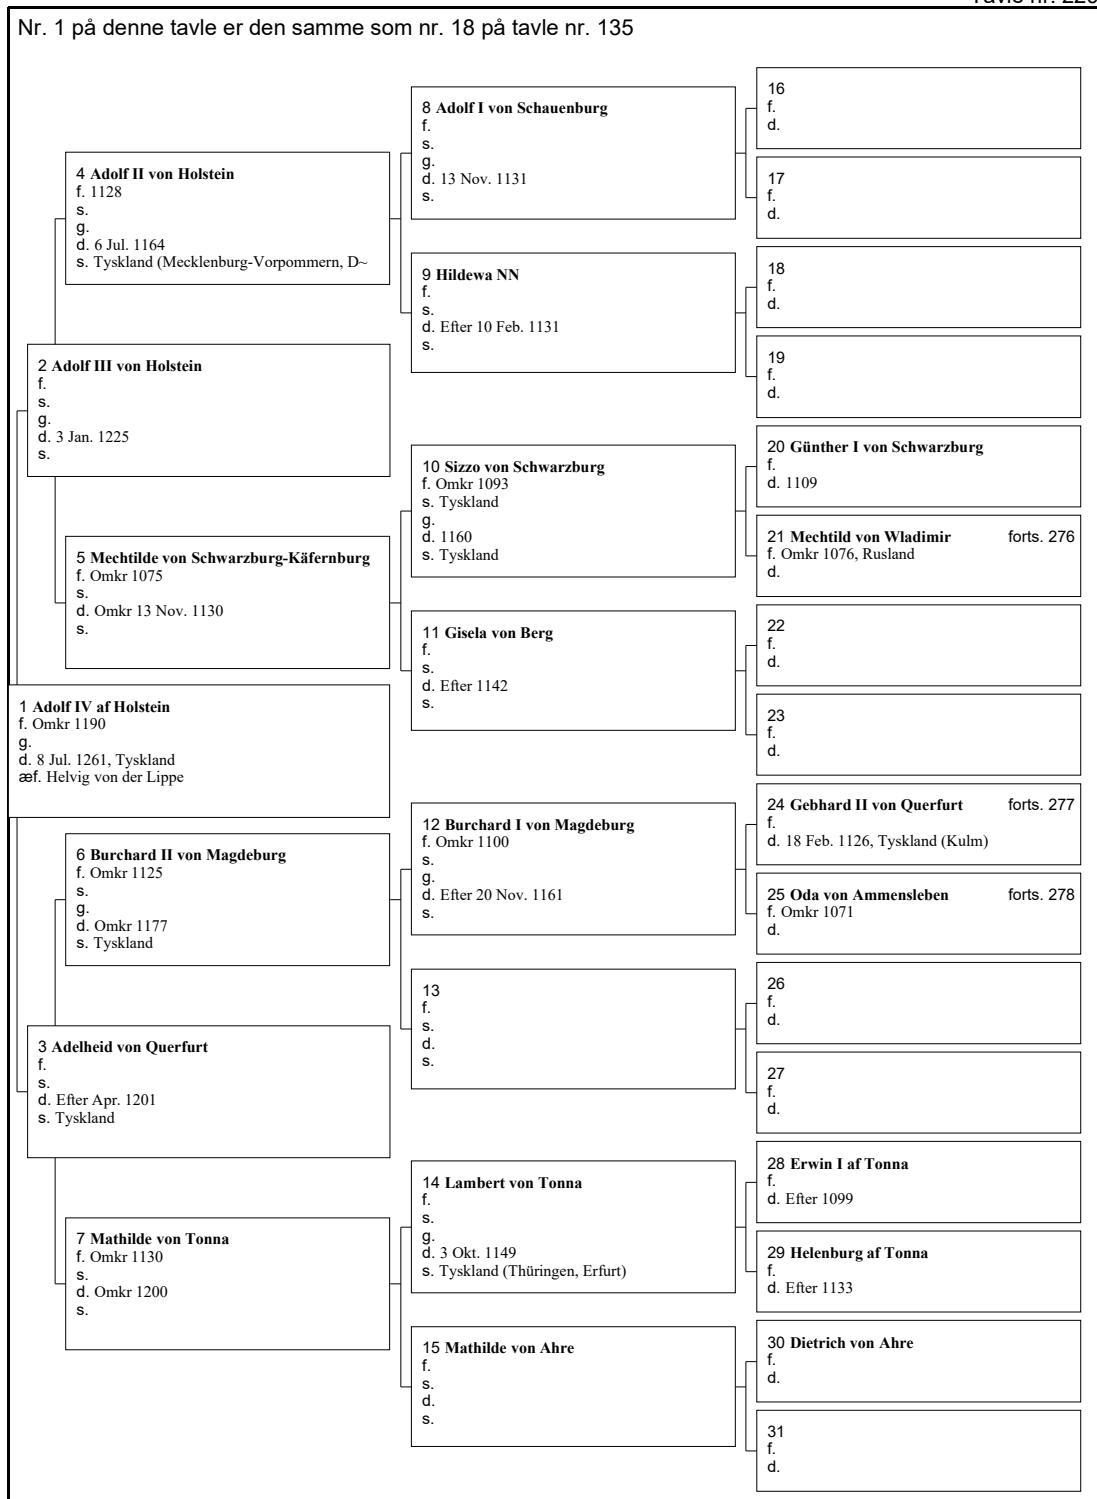 Nr. 1 på denne tavle er den samme som nr. 18 på tavle nr. 135
16
f.
d.
8 Adolf I von Schauenburg
f.
s.
g.
d. 13 Nov. 1131
s.
17
f.
d.
4 Adolf II von Holstein
f. 1128
s.
g.
d. 6 Jul. 1164
s. Tyskland (Mecklenburg-Vorpommern, D~
18
f.
d.
9 Hildewa NN
f.
s.
d. Efter 10 Feb. 1131
s.
19
f.
d.
2 Adolf III von Holstein
f.
s.
g.
d. 3 Jan. 1225
s.
20 Günther I von Schwarzburg
f.
d. 1109
10 Sizzo von Schwarzburg
f. Omkr 1093
s. Tyskland
g.
d. 1160
s. Tyskland
21 Mechtild von Wladimir forts. 276
f. Omkr 1076, Rusland
d.
5 Mechtilde von Schwarzburg-Käfernburg
f. Omkr 1075
s.
d. Omkr 13 Nov. 1130
s.
22
f.
d.
11 Gisela von Berg
f.
s.
d. Efter 1142
s.
23
f.
d.
1 Adolf IV af Holstein
f. Omkr 1190
g.
d. 8 Jul. 1261, Tyskland
æf. Helvig von der Lippe
24 Gebhard II von Querfurt forts. 277
f.
d. 18 Feb. 1126, Tyskland (Kulm)
12 Burchard I von Magdeburg
f. Omkr 1100
s.
g.
d. Efter 20 Nov. 1161
s.
25 Oda von Ammensleben forts. 278
f. Omkr 1071
d.
6 Burchard II von Magdeburg
f. Omkr 1125
s.
g.
d. Omkr 1177
s. Tyskland
26
f.
d.
13
f.
s.
d.
s.
27
f.
d.
3 Adelheid von Querfurt
f.
s.
d. Efter Apr. 1201
s. Tyskland
28 Erwin I af Tonna
f.
d. Efter 1099
14 Lambert von Tonna
f.
s.
g.
d. 3 Okt. 1149
s. Tyskland (Thüringen, Erfurt)
29 Helenburg af Tonna
f.
d. Efter 1133
7 Mathilde von Tonna
f. Omkr 1130
s.
d. Omkr 1200
s.
30 Dietrich von Ahre
f.
d.
15 Mathilde von Ahre
f.
s.
d.
s.
31
f.
d.